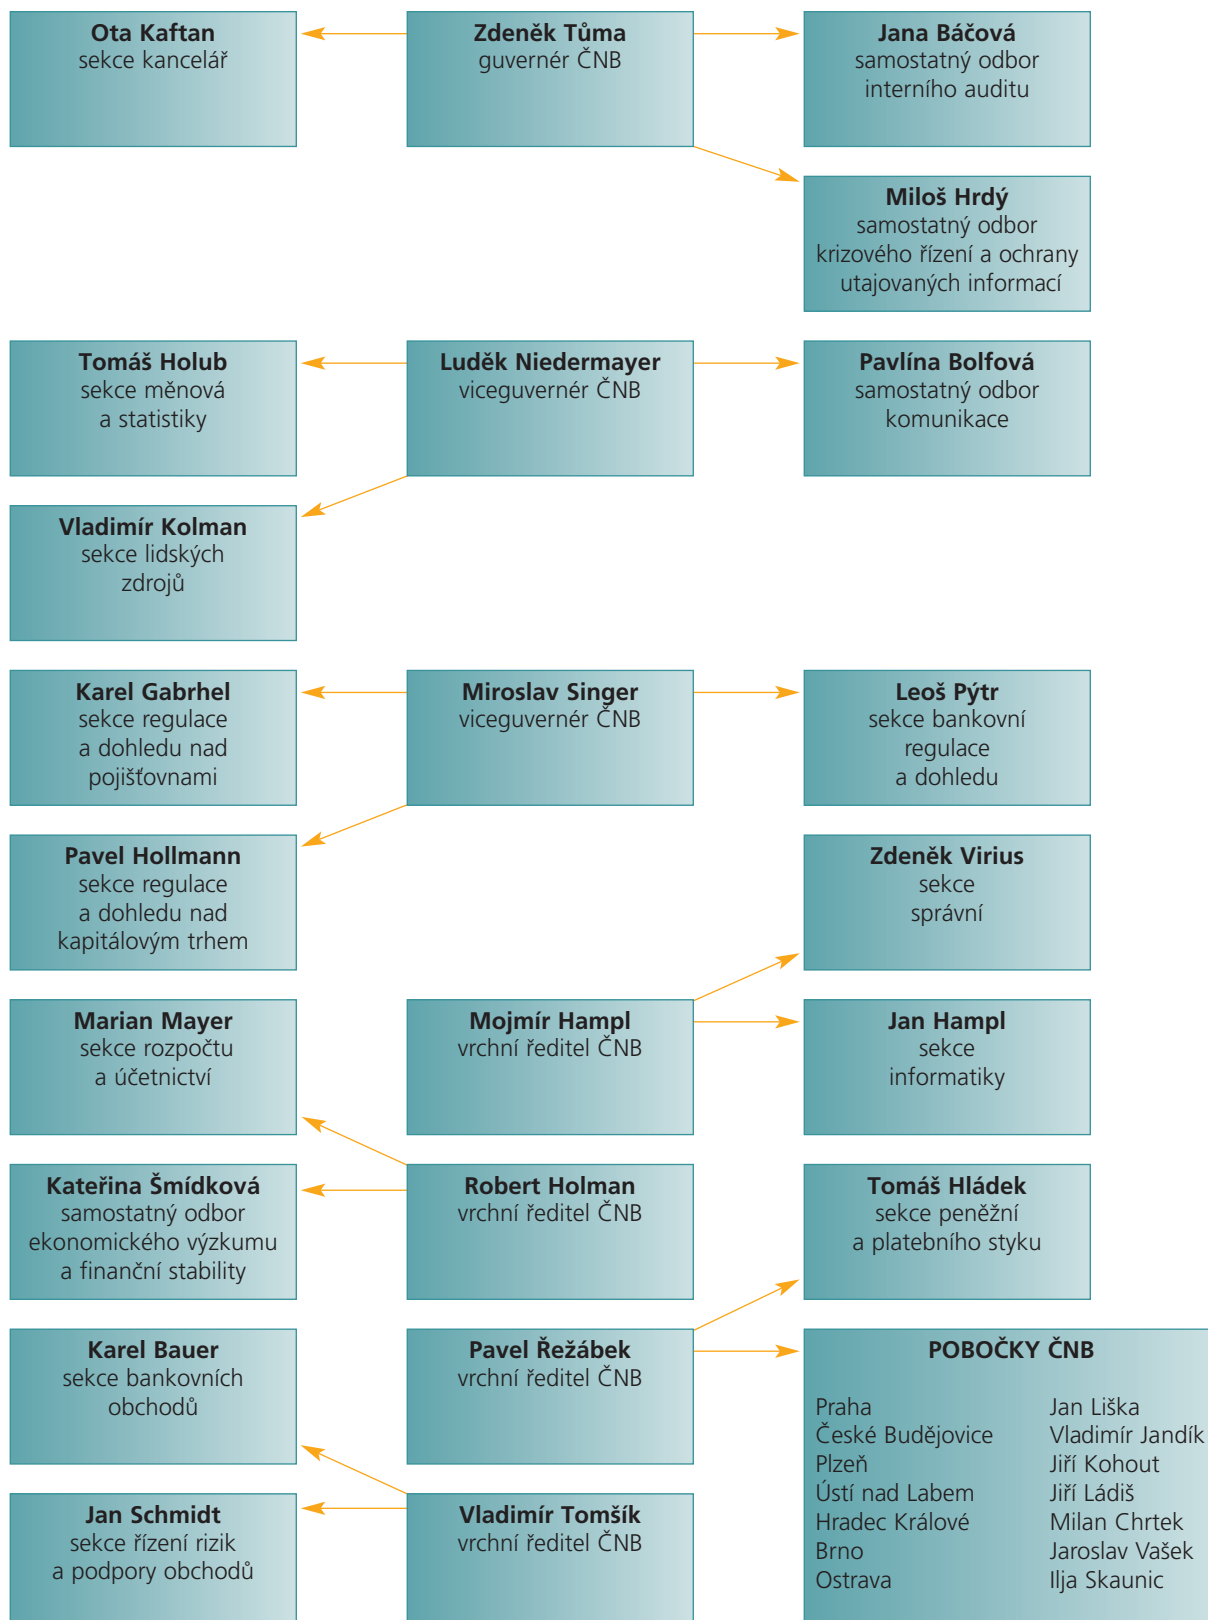 Ota Kaftan
sekce kancelář
Zdeněk Tůma
guvernér ČNB
Jana Báčová
samostatný odbor
interního auditu
Miloš Hrdý
samostatný odbor
krizového řízení a ochrany
utajovaných informací
Tomáš Holub
sekce měnová
a statistiky
Luděk Niedermayer
viceguvernér ČNB
Pavlína Bolfová
samostatný odbor
komunikace
Vladimír Kolman
sekce lidských
zdrojů
Karel Gabrhel
sekce regulace
a dohledu nad
pojišťovnami
Miroslav Singer
viceguvernér ČNB
Leoš Pýtr
sekce bankovní
regulace
a dohledu
Pavel Hollmann
sekce regulace
a dohledu nad
kapitálovým trhem
Zdeněk Virius
sekce
správní
Marian Mayer
sekce rozpočtu
a účetnictví
Mojmír Hampl
vrchní ředitel ČNB
Jan Hampl
sekce
informatiky
Kateřina Šmídková
samostatný odbor
ekonomického výzkumu
a finanční stability
Robert Holman
vrchní ředitel ČNB
Tomáš Hládek
sekce peněžní
a platebního styku
Karel Bauer
sekce bankovních
obchodů
Pavel Řežábek
vrchní ředitel ČNB
POBOČKY ČNB
Praha Jan Liška
České Budějovice Vladimír Jandík
Plzeň Jiří Kohout
Ústí nad Labem Jiří Ládiš
Hradec Králové Milan Chrtek
Brno Jaroslav Vašek
Ostrava Ilja Skaunic
Jan Schmidt
sekce řízení rizik
a podpory obchodů
Vladimír Tomšík
vrchní ředitel ČNB